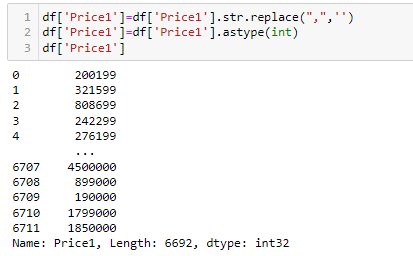 1 df['Price1']=df['Price1'].str.replace(",",'')
2 df['Price1']=df['Price1'].astype(int)
3 df['Price1']
0 200199
1 321599
2 808699
3 242299
4 276199
...
6707 4500000
6708 899000
6709 190000
6710 1799000
6711 1850000
Name: Price1, Length: 6692, dtype: int32